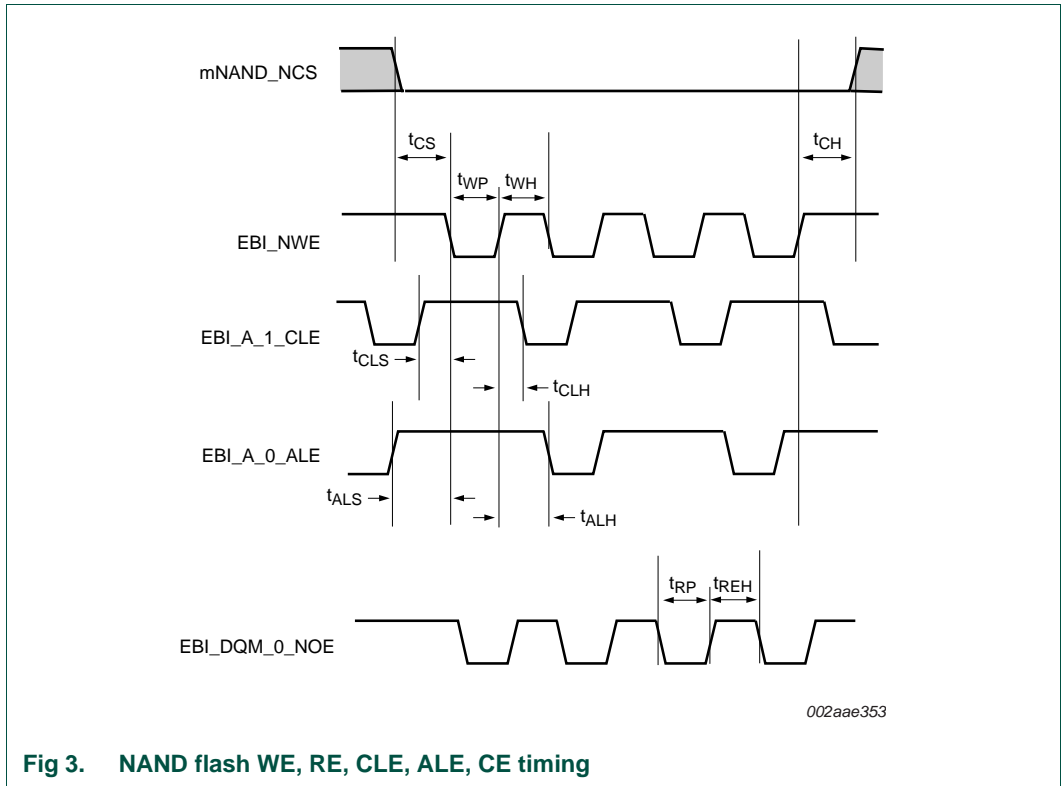 mNAND_NCS
tCS
tCH
tWP
tWH
EBI_NWE
EBI_A_1_CLE
tCLS
tCLH
EBI_A_0_ALE
tALS
tALH
tRP
tREH
EBI_DQM_0_NOE
002aae353
Fig 3. NAND flash WE, RE, CLE, ALE, CE timing